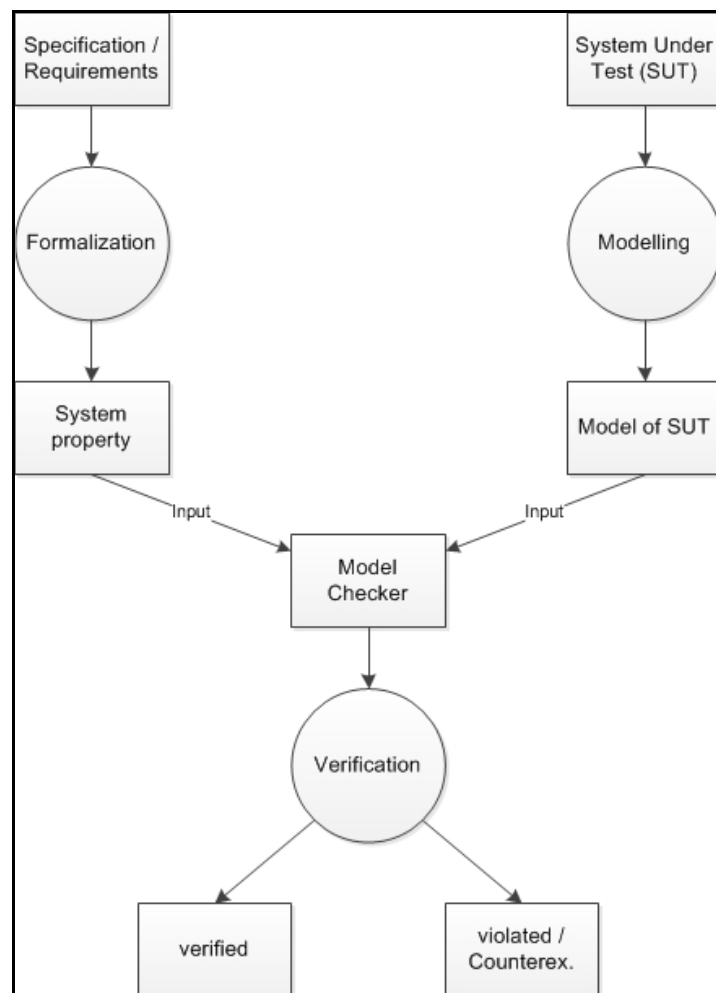 Specification /
Requirements
System Under
Test (SUT)
Formalization
Modelling
System
property
Model of SUT
Input
Input
Model
Checker
Verification
verified
violated /
Counterex.